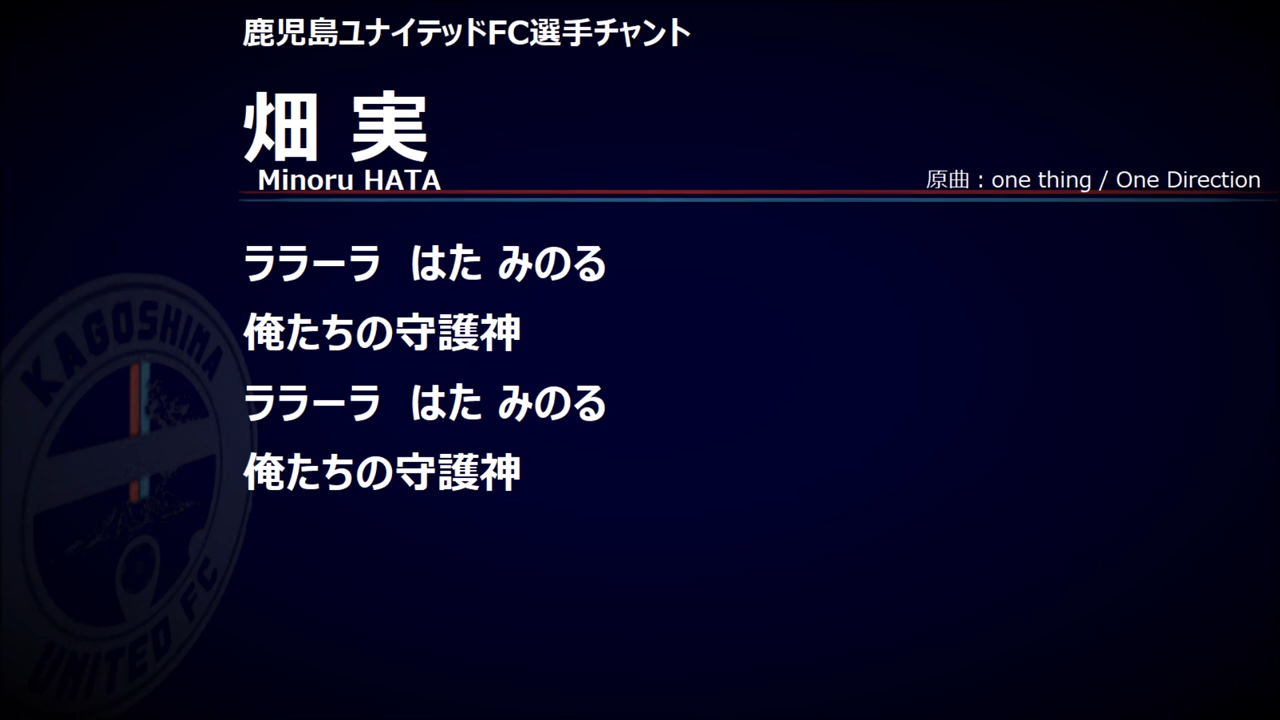 鹿児島ユナイテッドFC選手チャント
畑 実
Minoru HATA
原曲 : one thing / One Direction
ララーラ はた みのる
俺たちの守護神
ララーラ はた みのる
俺たちの守護神
KAGOSHIMA
UNITED FC